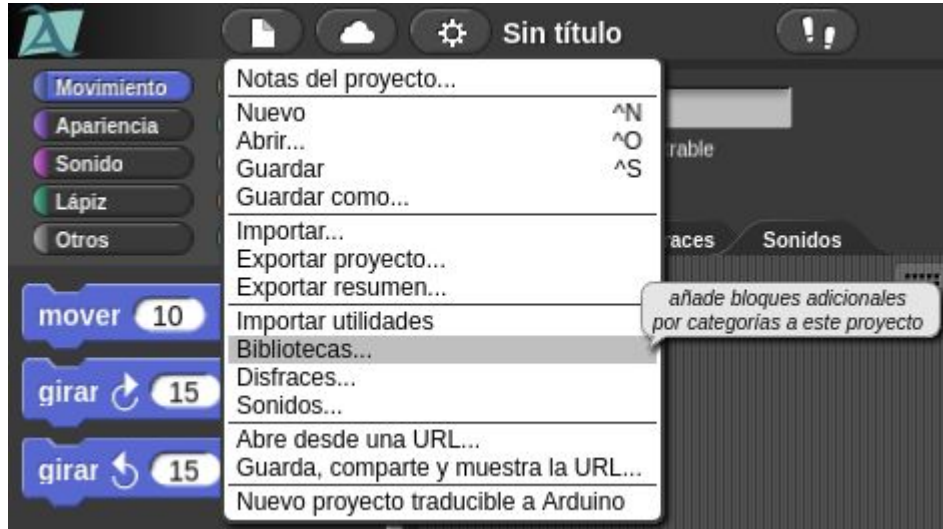 Sin título
Movimiento
Apariencia
Sonido
Lápiz
Otros
mover 10
girar 15
girar 15
Notas del proyecto...
Nuevo ^N
Abrir... ^O
Guardar ^S
Guardar como...
Importar...
Exportar proyecto...
Exportar resumen...
Importar utilidades
Bibliotecas...
Disfraces...
Sonidos...
Abre desde una URL...
Guarda, comparte y muestra la URL...
Nuevo proyecto traducible a Arduino
rable
races Sonidos
añade bloques adicionales
por categorías a este proyecto